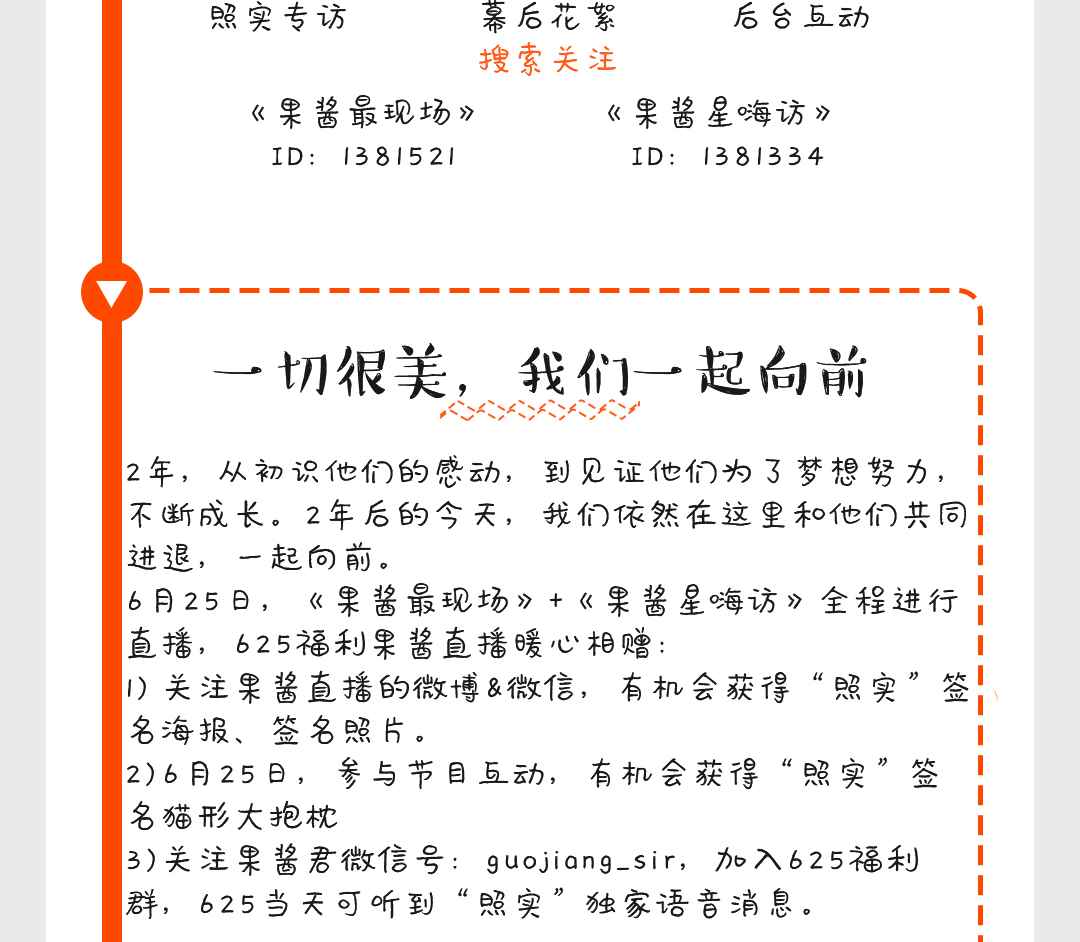 照实专访 幕后花絮 后台互动
搜索关注
《果酱最现场》 《果酱星嗨访》
ID: 1381521 ID: 1381334
一切很美，我们一起向前
2年，从初识他们的感动，到见证他们为了梦想努力，
不断成长。2年后的今天，我们依然在这里和他们共同
进退，一起向前。
6月25日，《果酱最现场》+《果酱星嗨访》全程进行
直播，625福利果酱直播暖心相赠:
1) 关注果酱直播的微博&微信，有机会获得“照实”签
名海报、签名照片。
2)6月25日，参与节目互动，有机会获得“照实”签
名猫形大抱枕
3)关注果酱君微信号: guojiang_sir，加入625福利
群，625当天可听到“照实”独家语音消息。